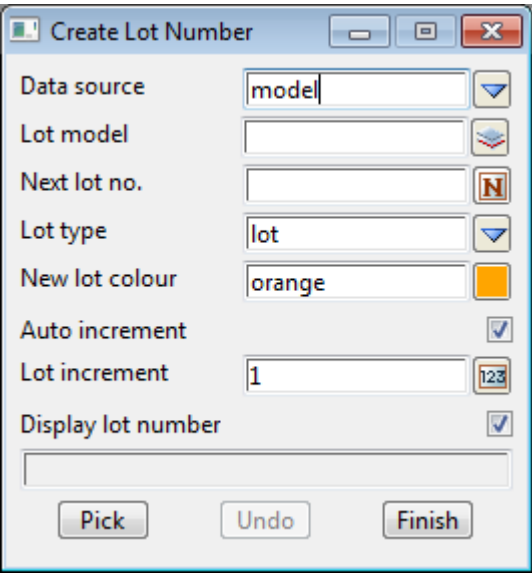 Create Lot Number
Data source model
Lot model
Next lot no. N
Lot type lot
New lot colour orange
Auto increment
Lot increment 1 123
Display lot number
Pick Undo Finish